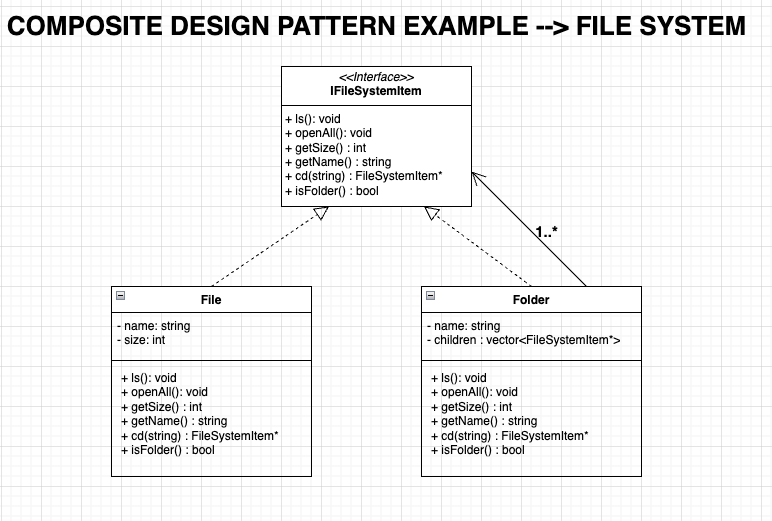 COMPOSITE DESIGN PATTERN EXAMPLE --> FILE SYSTEM
<<Interface>>
IFileSystemItem
+ ls(): void
+ openAll(): void
+ getSize() : int
+ getName() : string
+ cd(string) : FileSystemItem*
+ isFolder() : bool
1..*
File
- name: string
- size: int
+ ls(): void
+ openAll(): void
+ getSize() : int
+ getName() : string
+ cd(string) : FileSystemItem*
+ isFolder() : bool
Folder
- name: string
- children : vector<FileSystemItem*>
+ ls(): void
+ openAll(): void
+ getSize() : int
+ getName() : string
+ cd(string) : FileSystemItem*
+ isFolder() : bool